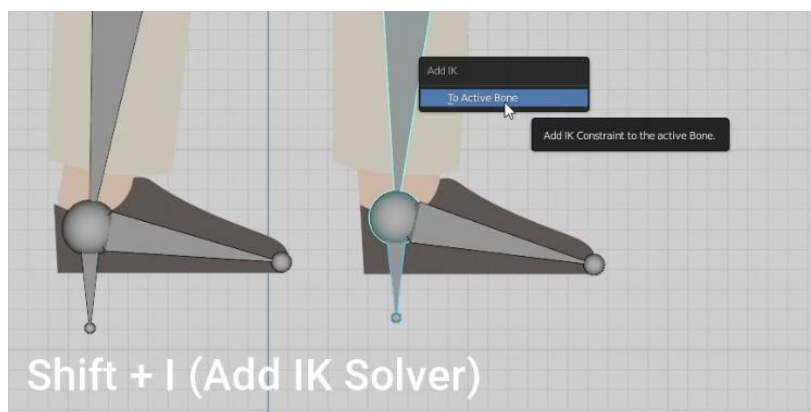 Add IK
To Active Bone
Add IK Constraint to the active Bone.
Shift + I (Add IK Solver)